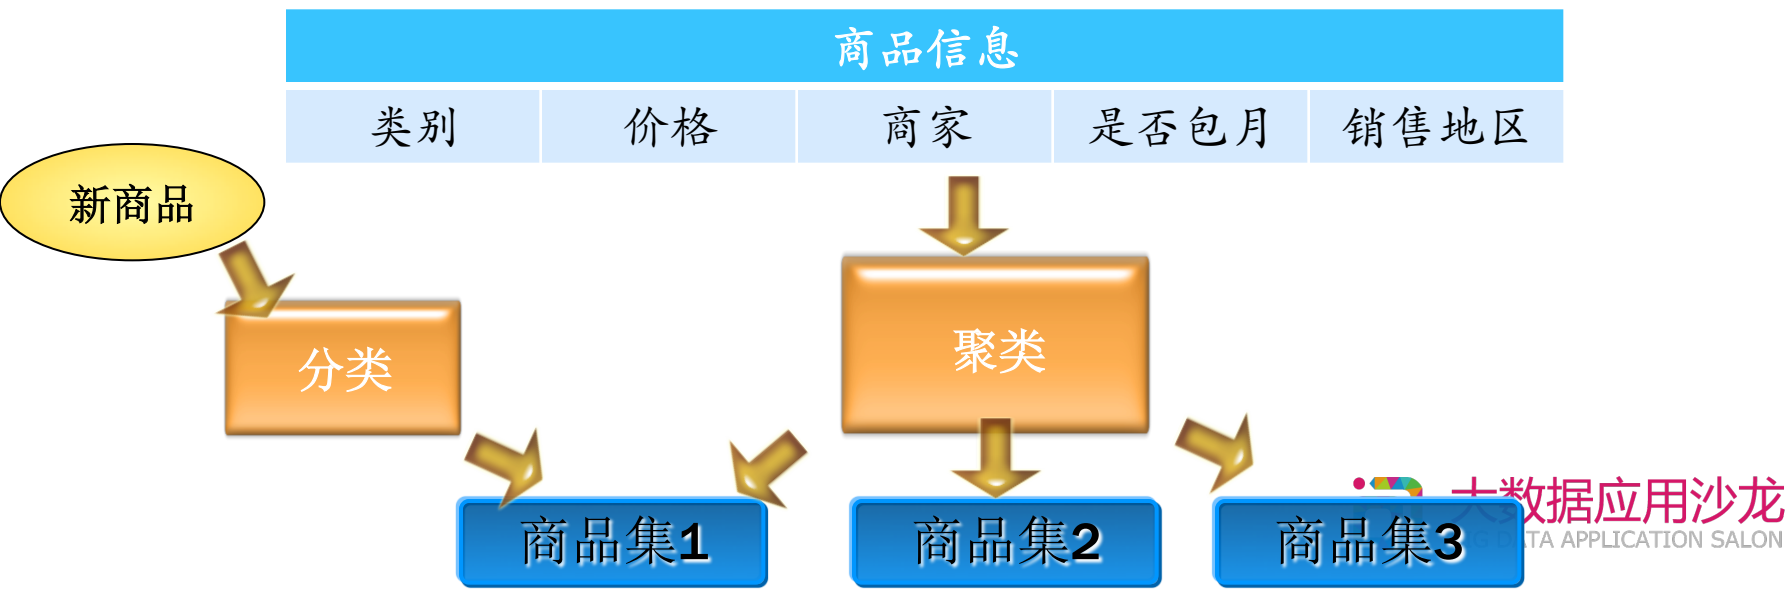 商品信息
类别 价格 商家 是否包月 销售地区
新商品
分类
聚类
商品集1 商品集2 商品集3
大数据应用沙龙
TA APPLICATION SALON